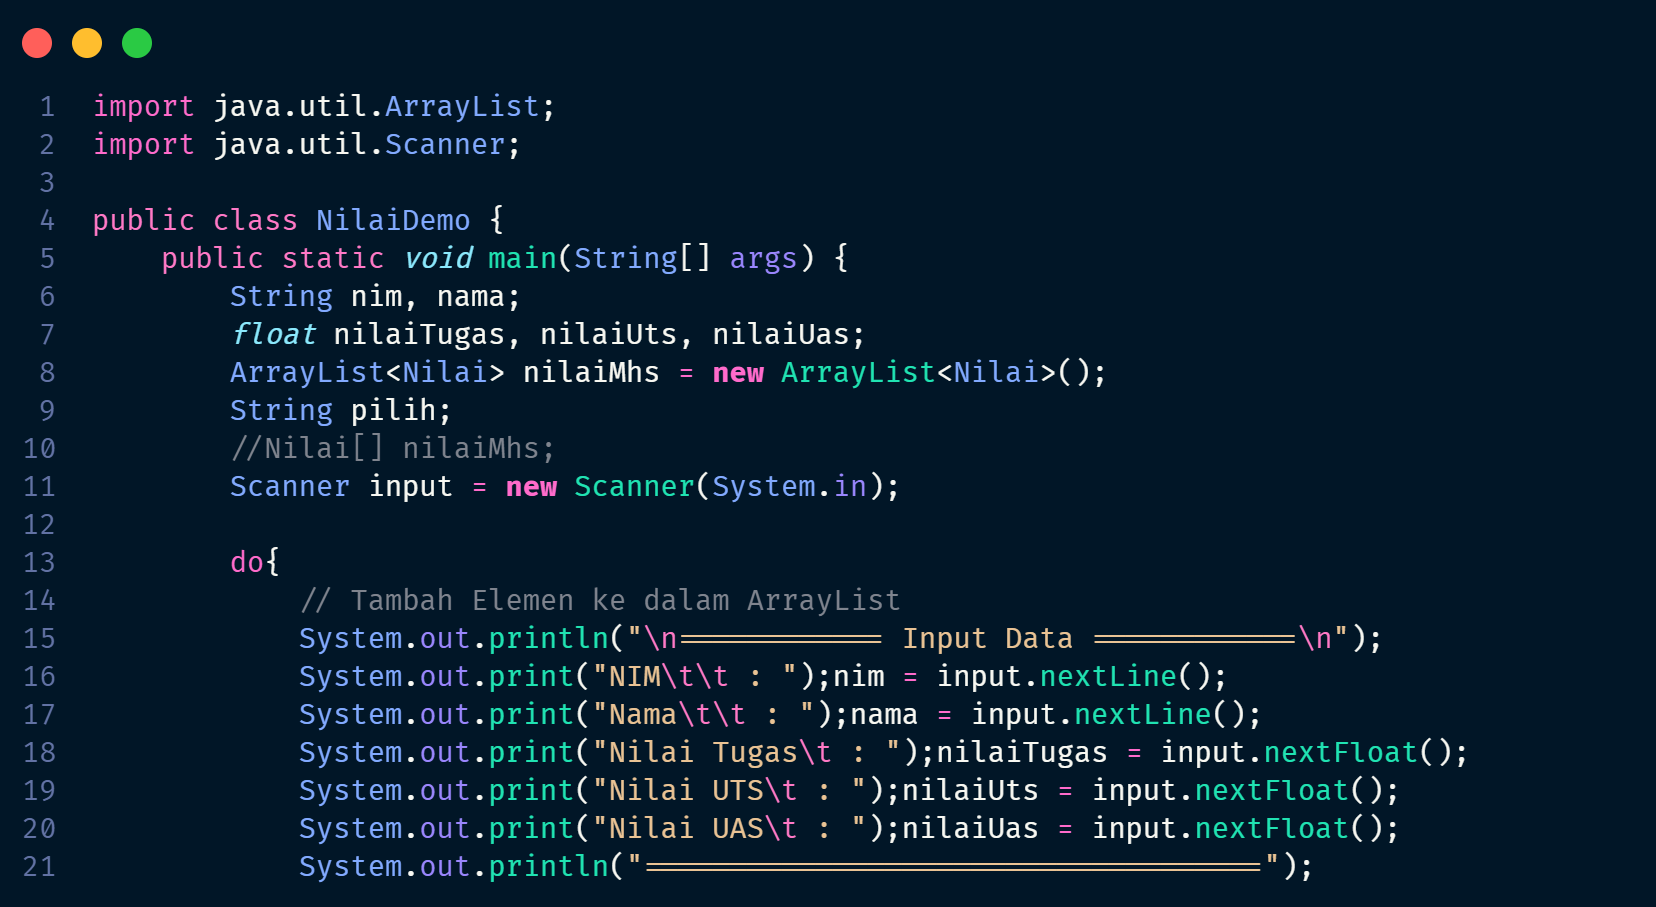 1 import java.util.ArrayList;
2 import java.util.Scanner;
3
4 public class NilaiDemo {
5     public static void main(String[] args) {
6         String nim, nama;
7         float nilaiTugas, nilaiUts, nilaiUas;
8         ArrayList<Nilai> nilaiMhs = new ArrayList<Nilai>();
9         String pilih;
10         //Nilai[] nilaiMhs;
11         Scanner input = new Scanner(System.in);
12
13         do{
14             // Tambah Elemen ke dalam ArrayList
15             System.out.println("\n============ Input Data ============\n");
16             System.out.print("NIM\t\t : ");nim = input.nextLine();
17             System.out.print("Nama\t\t : ");nama = input.nextLine();
18             System.out.print("Nilai Tugas\t : ");nilaiTugas = input.nextFloat();
19             System.out.print("Nilai UTS\t : ");nilaiUts = input.nextFloat();
20             System.out.print("Nilai UAS\t : ");nilaiUas = input.nextFloat();
21             System.out.println("====================================");